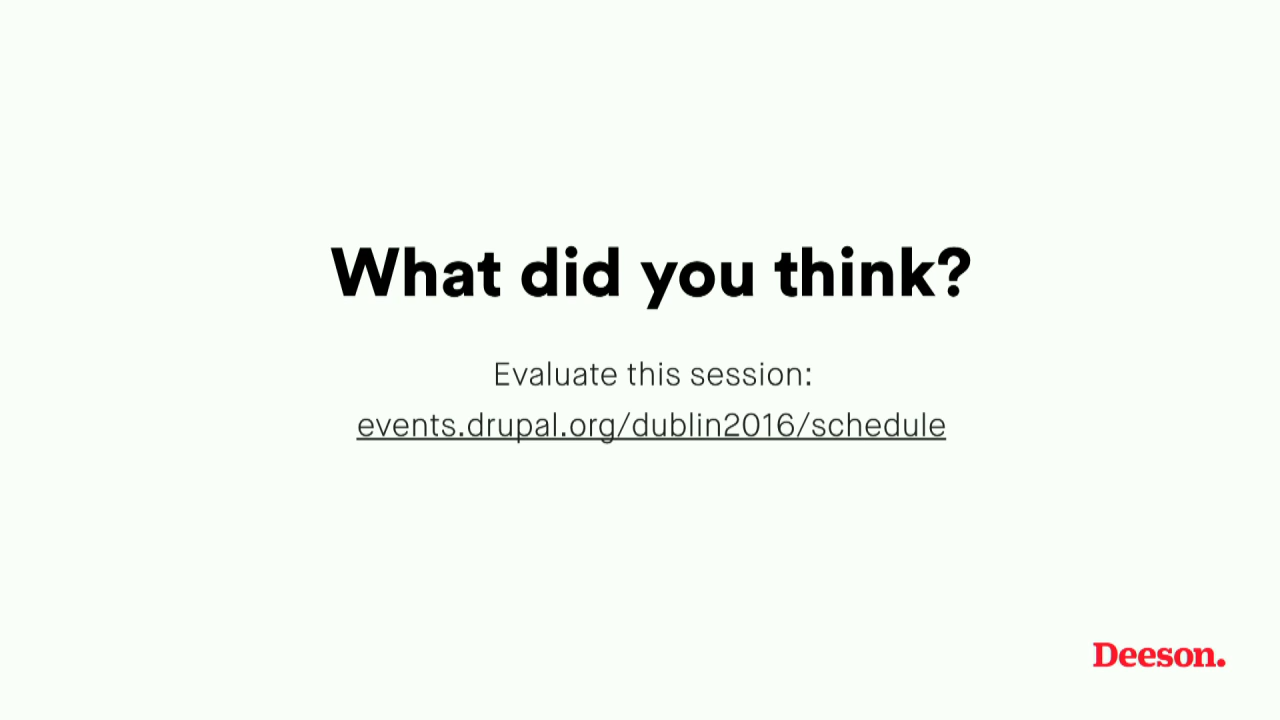 What did you think?
Evaluate this session:
events.drupal.org/dublin2016/schedule
Deeson.